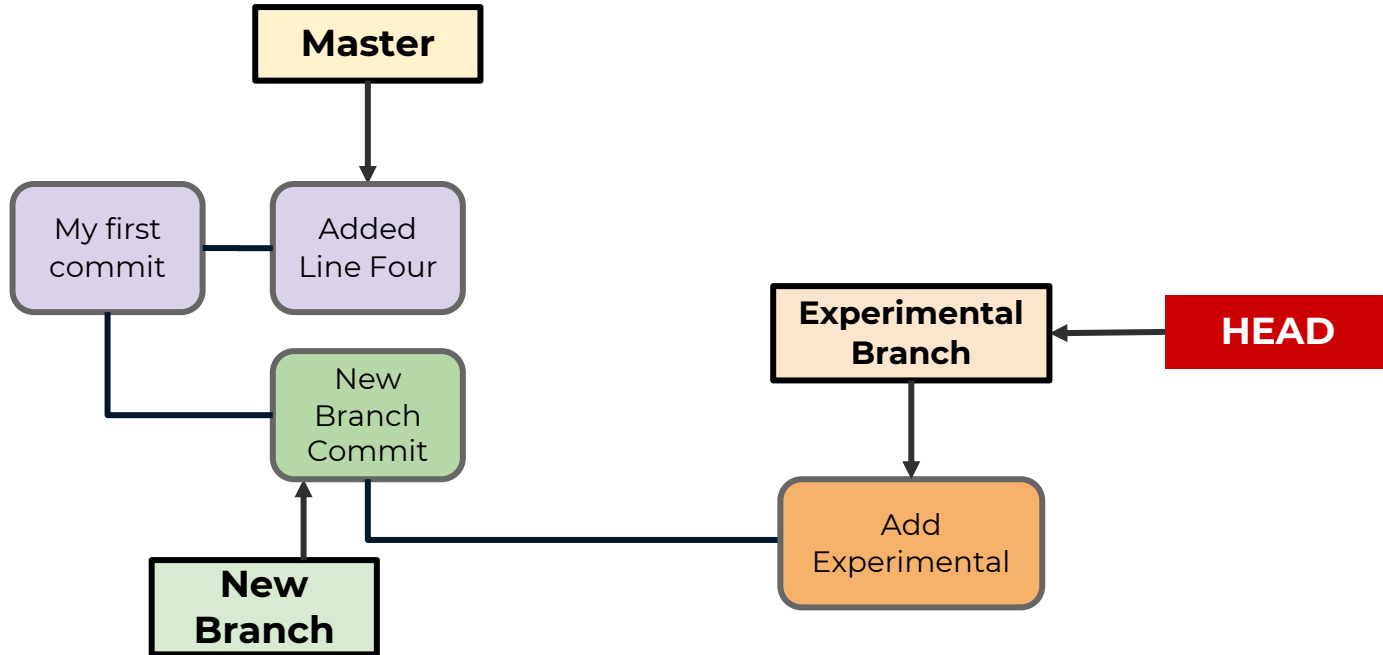 Master
My first
commit
Added
Line Four
Experimental
Branch
HEAD
New
Branch
Commit
Add
Experimental
New
Branch